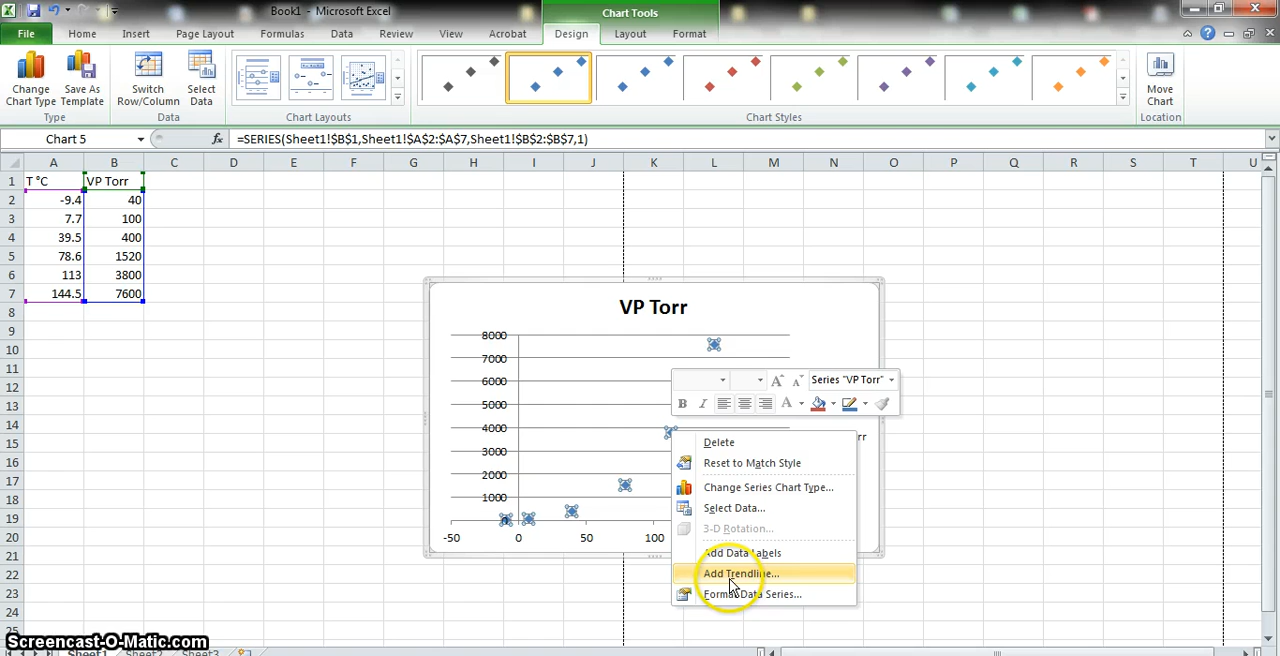 Book1 - Microsoft Excel
Chart Tools
File Home Insert Page Layout Formulas Data Review View Acrobat Design Layout Format
Change Chart Type
Save As Template
Switch Row/Column
Select Data
Move Chart
Type Data Chart Layouts Chart Styles Location
Chart 5 fx =SERIES(Sheet1!$B$1,Sheet1!$A$2:$A$7,Sheet1!$B$2:$B$7,1)
A B C D E F G H I J K L M N O P Q R S T U
1 T °C VP Torr
2 -9.4 40
3 7.7 100
4 39.5 400
5 78.6 1520
6 113 3800
7 144.5 7600
8
9
10
11
12
13
14
15
16
17
18
19
20
21
22
23
24
25
VP Torr
8000
7000
6000
5000
4000
3000
2000
1000
0
-50 0 50 100
rr
Series "VP Torr"
A A
B I A
Delete
Reset to Match Style
Change Series Chart Type...
Select Data...
3-D Rotation...
Add Data Labels
Add Trendline...
Format Data Series...
Sheet1 Sheet2 Sheet3
Screencast-O-Matic.com